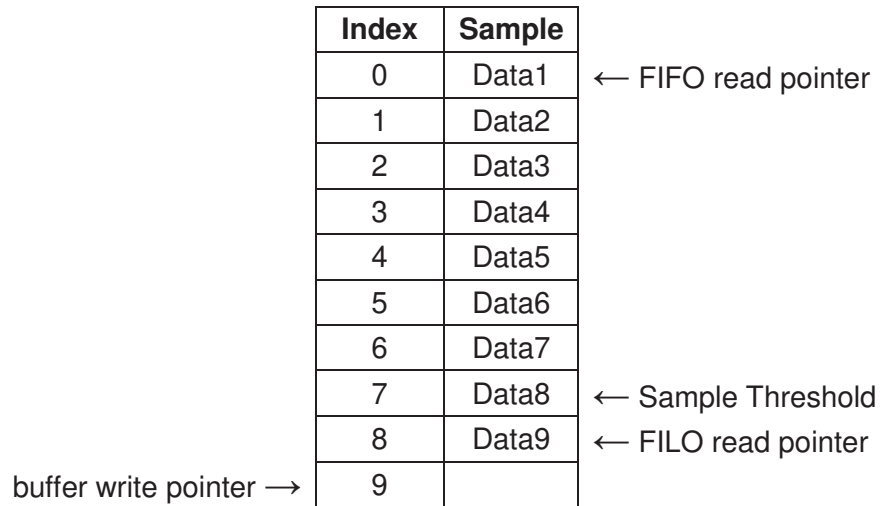 Index Sample
0 Data1 ← FIFO read pointer
1 Data2
2 Data3
3 Data4
4 Data5
5 Data6
6 Data7
7 Data8 ← Sample Threshold
8 Data9 ← FILO read pointer
buffer write pointer → 9